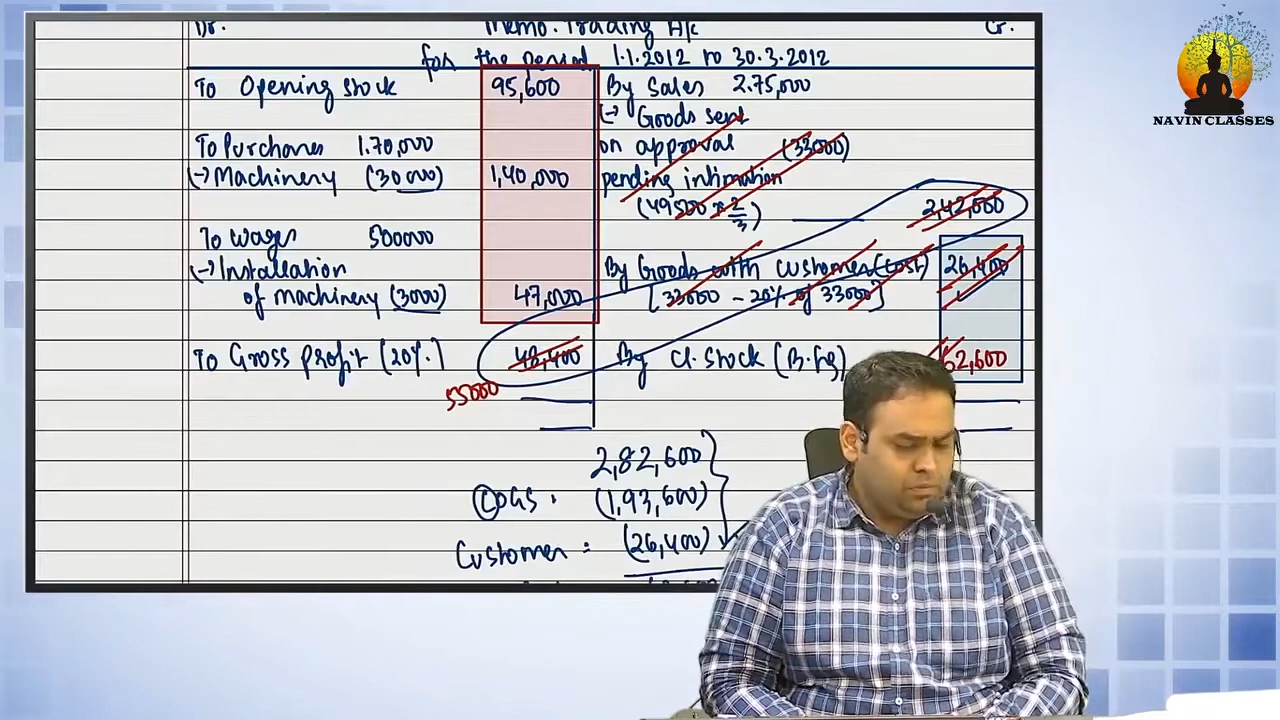 Dr. Memo. Trading A/c Cr.
for the period 1.1.2012 to 30.3.2012
To Opening stock 95,600 By Sales 2.75,000
(-) Goods sent
To Purchases 1.70,000 on approval (33000)
(-) Machinery (30000) 1,40,000 pending intimation
(49500 × 2/3) 2,42,000
To wages 500000
(-) Installation By Goods with customer (cost) 26,400
of machinery (3000) 47,000 [33000 - 20% of 33000]
To Gross profit (20%) 48,400 By Cl. Stock (B.fig) 62,600
55000
2,82,600
COGS : (1,93,600)
Customer = (26,400)
NAVIN CLASSES